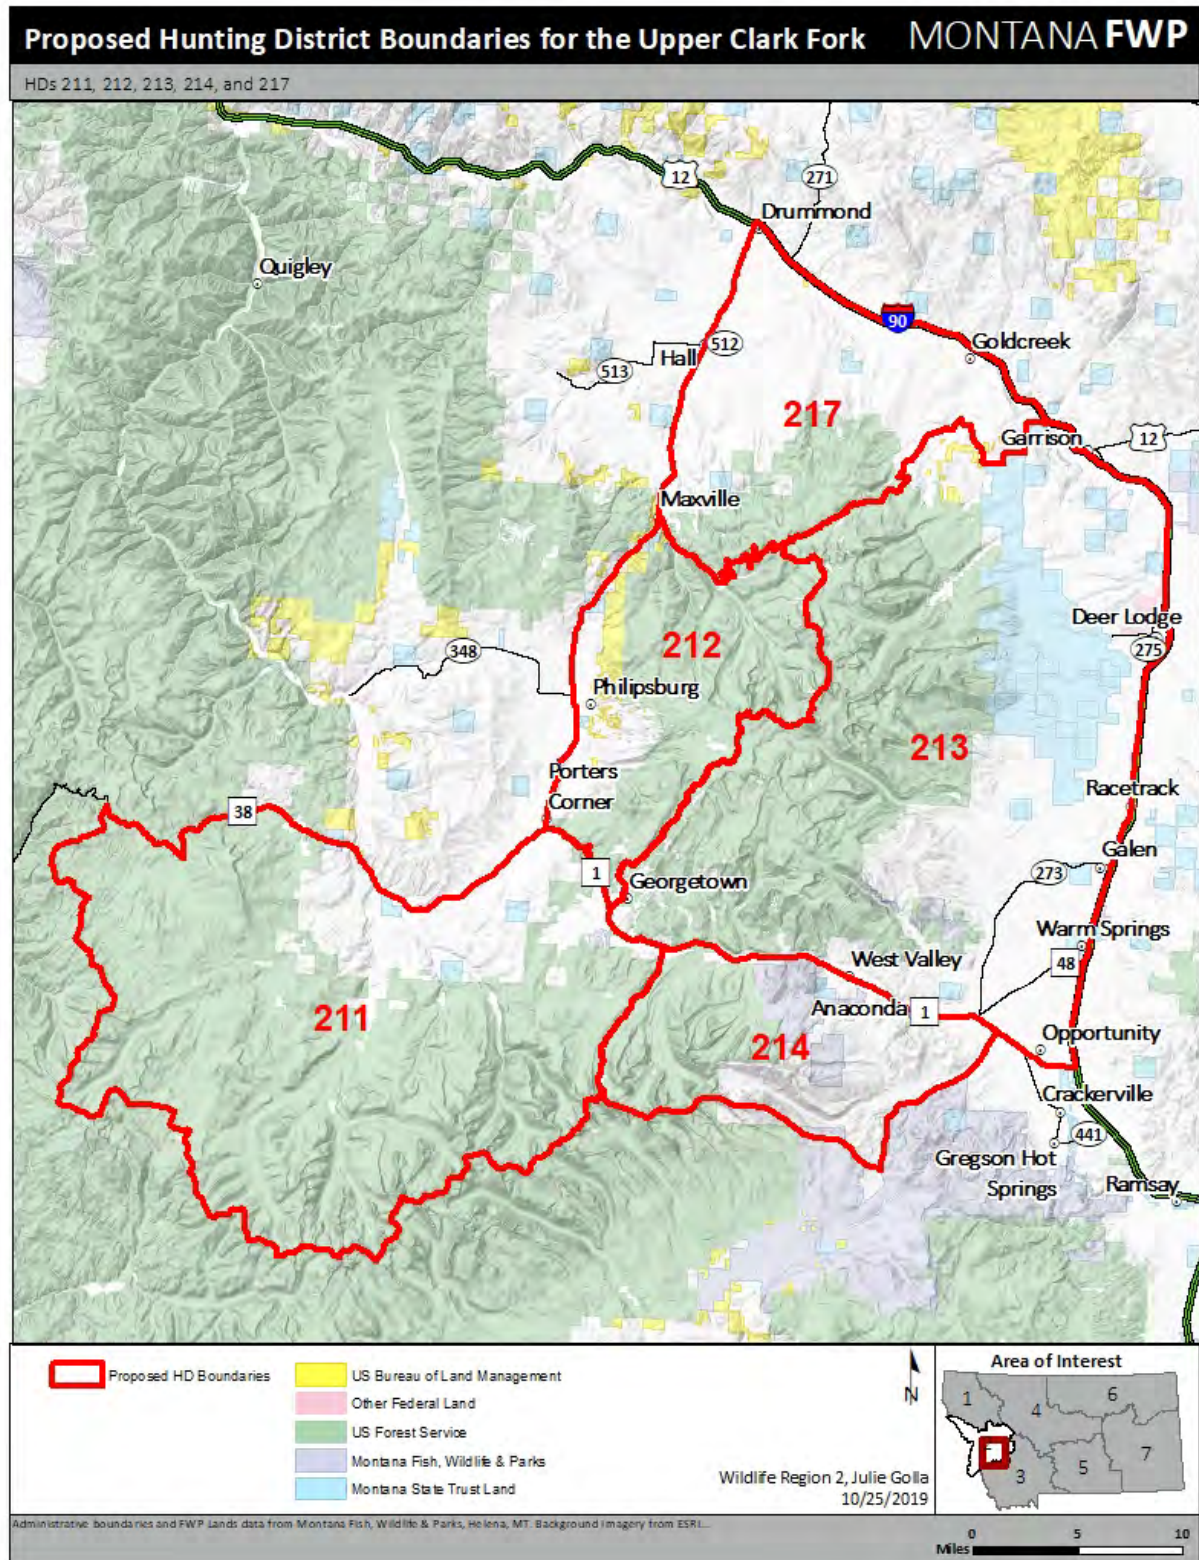 Proposed Hunting District Boundaries for the Upper Clark Fork
MONTANA FWP
HDs 211, 212, 213, 214, and 217
12
271
Drummond
Quigley
90
Goldcreek
512
Hall
513
217
Garrison
12
Maxville
Deer Lodge
275
212
348
Philipsburg
213
Porters
Corner
Racetrack
38
Galen
273
1
Georgetown
Warm Springs
48
West Valley
Anaconda
1
211
Opportunity
214
Crackerville
441
Gregson Hot
Springs
Ramsay
Proposed HD Boundaries
US Bureau of Land Management
Other Federal Land
US Forest Service
Montana Fish, Wildlife & Parks
Montana State Trust Land
N
Wildlife Region 2, Julie Golla
10/25/2019
Area of Interest
1
4
6
7
5
3
Administrative boundaries and FWP Lands data from Montana Fish, Wildlife & Parks, Helena, MT. Background Imagery from ESRI...
0 5 10
Miles